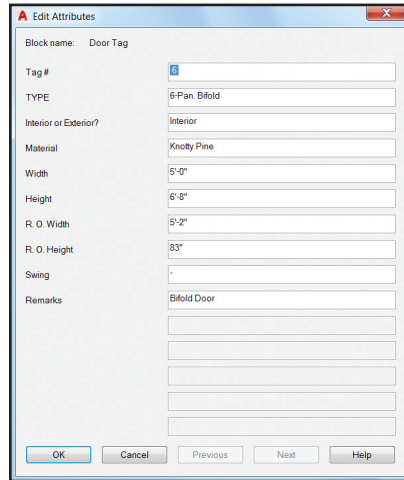 A Edit Attributes
Block name: Door Tag
Tag # 6
TYPE 6-Pan. Bifold
Interior or Exterior? Interior
Material Knotty Pine
Width 5'-0"
Height 6'-8"
R. O. Width 5'-2"
R. O. Height 83"
Swing -
Remarks Bifold Door
OK Cancel Previous Next Help